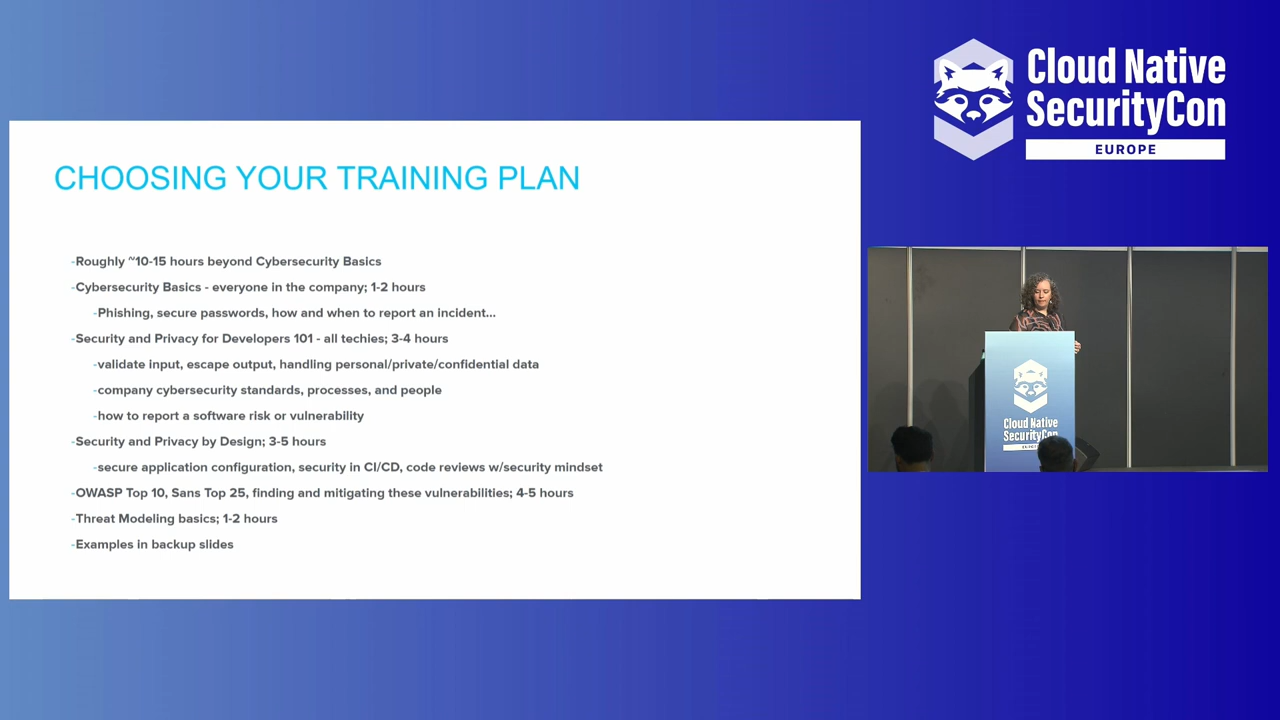 Cloud Native
SecurityCon
EUROPE
CHOOSING YOUR TRAINING PLAN
-Roughly ~10-15 hours beyond Cybersecurity Basics
-Cybersecurity Basics - everyone in the company; 1-2 hours
-Phishing, secure passwords, how and when to report an incident...
-Security and Privacy for Developers 101 - all techies; 3-4 hours
-validate input, escape output, handling personal/private/confidential data
-company cybersecurity standards, processes, and people
-how to report a software risk or vulnerability
-Security and Privacy by Design; 3-5 hours
-secure application configuration, security in CI/CD, code reviews w/security mindset
-OWASP Top 10, Sans Top 25, finding and mitigating these vulnerabilities; 4-5 hours
-Threat Modeling basics; 1-2 hours
-Examples in backup slides
Cloud Native
SecurityCon